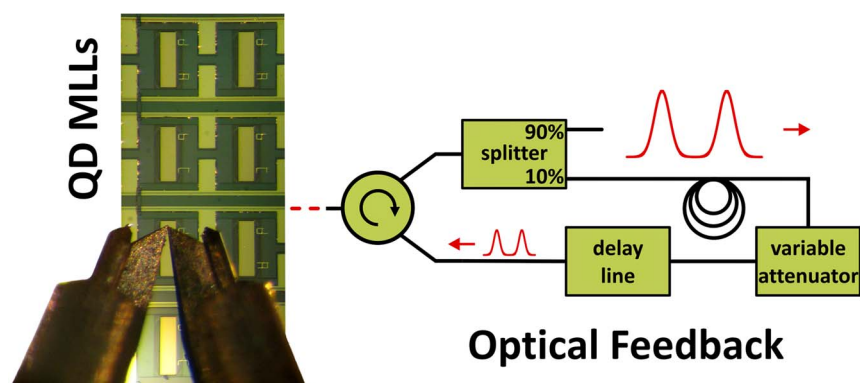 QD MLLs
90%
splitter
10%
delay
line
variable
attenuator
Optical Feedback